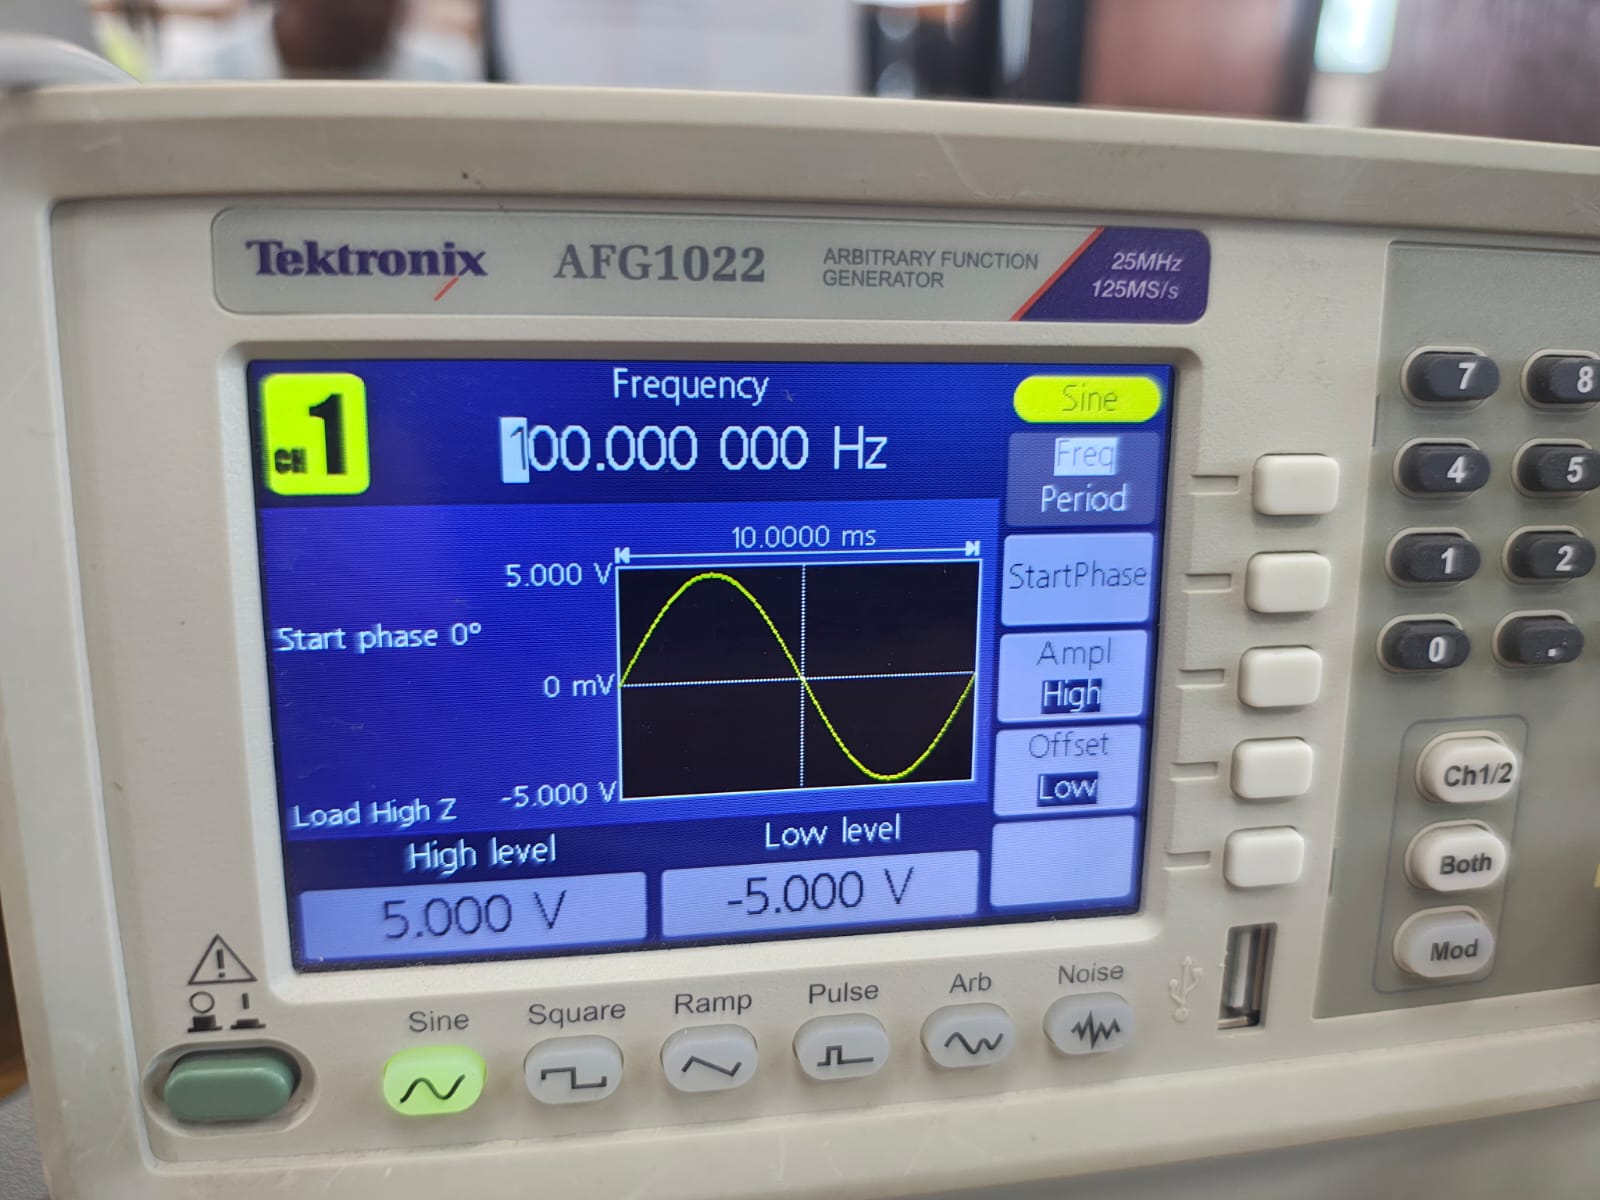 Tektronix AFG1022 ARBITRARY FUNCTION GENERATOR 25MHz 125MS/s
CH 1
Frequency
100.000 000 Hz
Sine
Freq
Period
StartPhase
Ampl
High
Offset
Low
10.0000 ms
5.000 V
Start phase 0°
0 mV
-5.000 V
Load High Z
High level
Low level
5.000 V
-5.000 V
7 8
4 5
1 2
0 .
Ch1/2
Both
Mod
Sine Square Ramp Pulse Arb Noise